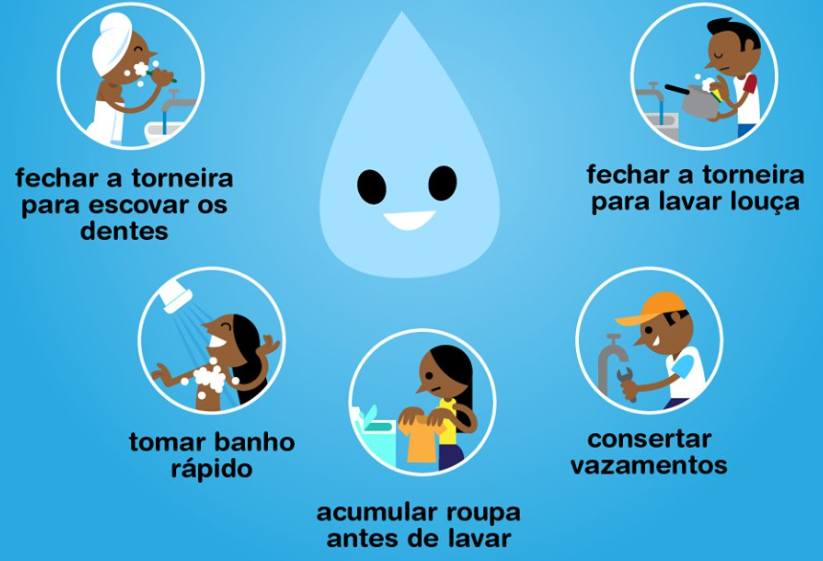 fechar a torneira
para escovar os
dentes
fechar a torneira
para lavar louça
tomar banho
rápido
acumular roupa
antes de lavar
consertar
vazamentos